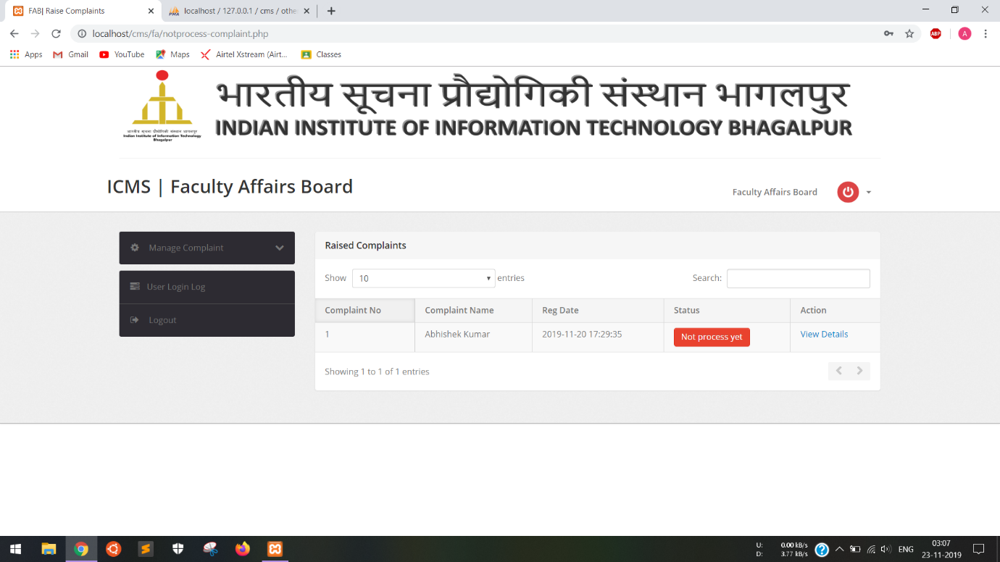 FAB| Raise Complaints
localhost / 127.0.0.1 / cms / othe
localhost/cms/fa/notprocess-complaint.php
ABP
A
Apps Gmail YouTube Maps Airtel Xstream (Airt... Classes
भारतीय सूचना प्रौद्योगिकी संस्थान भागलपुर
INDIAN INSTITUTE OF INFORMATION TECHNOLOGY BHAGALPUR
भारतीय सूचना प्रौद्योगिकी संस्थान भागलपुर
Indian Institute of Information Technology
Bhagalpur
ICMS | Faculty Affairs Board
Faculty Affairs Board
Manage Complaint
User Login Log
Logout
Raised Complaints
Show 10 entries
Search:
Complaint No Complaint Name Reg Date Status Action
1 Abhishek Kumar 2019-11-20 17:29:35 Not process yet View Details
Showing 1 to 1 of 1 entries
U: 0.00 kB/s
D: 3.77 kB/s
ENG
03:07
23-11-2019